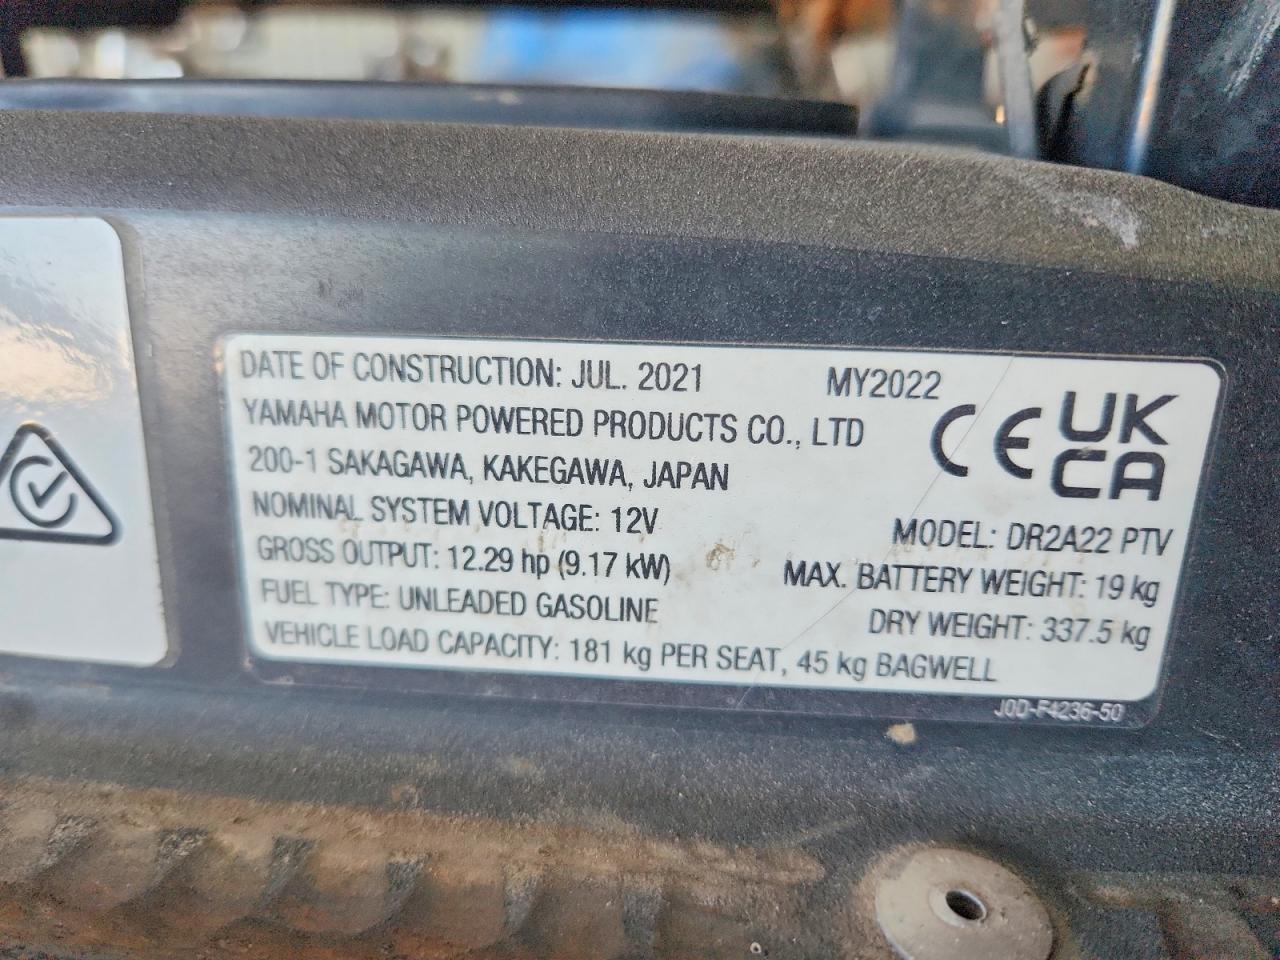 DATE OF CONSTRUCTION: JUL. 2021 MY2022
YAMAHA MOTOR POWERED PRODUCTS CO., LTD
200-1 SAKAGAWA, KAKEGAWA, JAPAN
CE UK CA
NOMINAL SYSTEM VOLTAGE: 12V MODEL: DR2A22 PTV
GROSS OUTPUT: 12.29 hp (9.17 kW) MAX. BATTERY WEIGHT: 19 kg
FUEL TYPE: UNLEADED GASOLINE DRY WEIGHT: 337.5 kg
VEHICLE LOAD CAPACITY: 181 kg PER SEAT, 45 kg BAGWELL
J0D-F4236-50